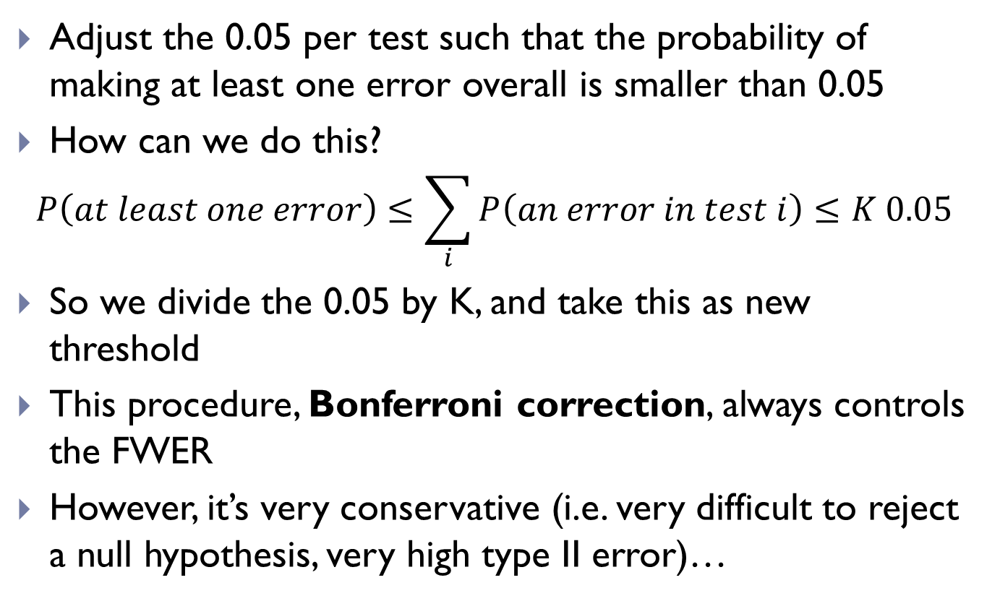 Adjust the 0.05 per test such that the probability of
making at least one error overall is smaller than 0.05
How can we do this?
P(at least one error) ≤ ∑ P(an error in test i) ≤ K 0.05
i
So we divide the 0.05 by K, and take this as new
threshold
This procedure, Bonferroni correction, always controls
the FWER
However, it’s very conservative (i.e. very difficult to reject
a null hypothesis, very high type II error)…